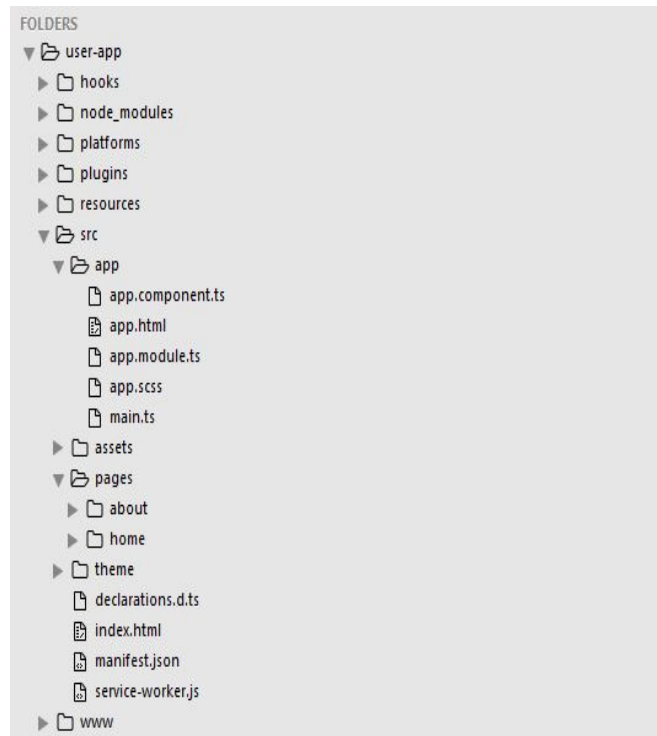 FOLDERS
user-app
hooks
node_modules
platforms
plugins
resources
src
app
app.component.ts
app.html
app.module.ts
app.scss
main.ts
assets
pages
about
home
theme
declarations.d.ts
index.html
manifest.json
service-worker.js
www